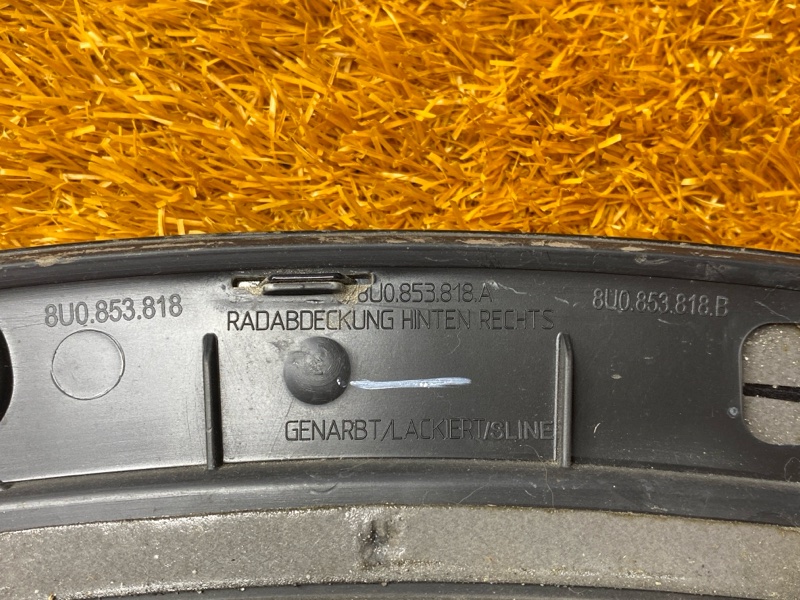 8U0.853.818
8U0.853.818.A
8U0.853.818.B
RADABDECKUNG HINTEN RECHTS
GENARBT/LACKIERT/SLINE